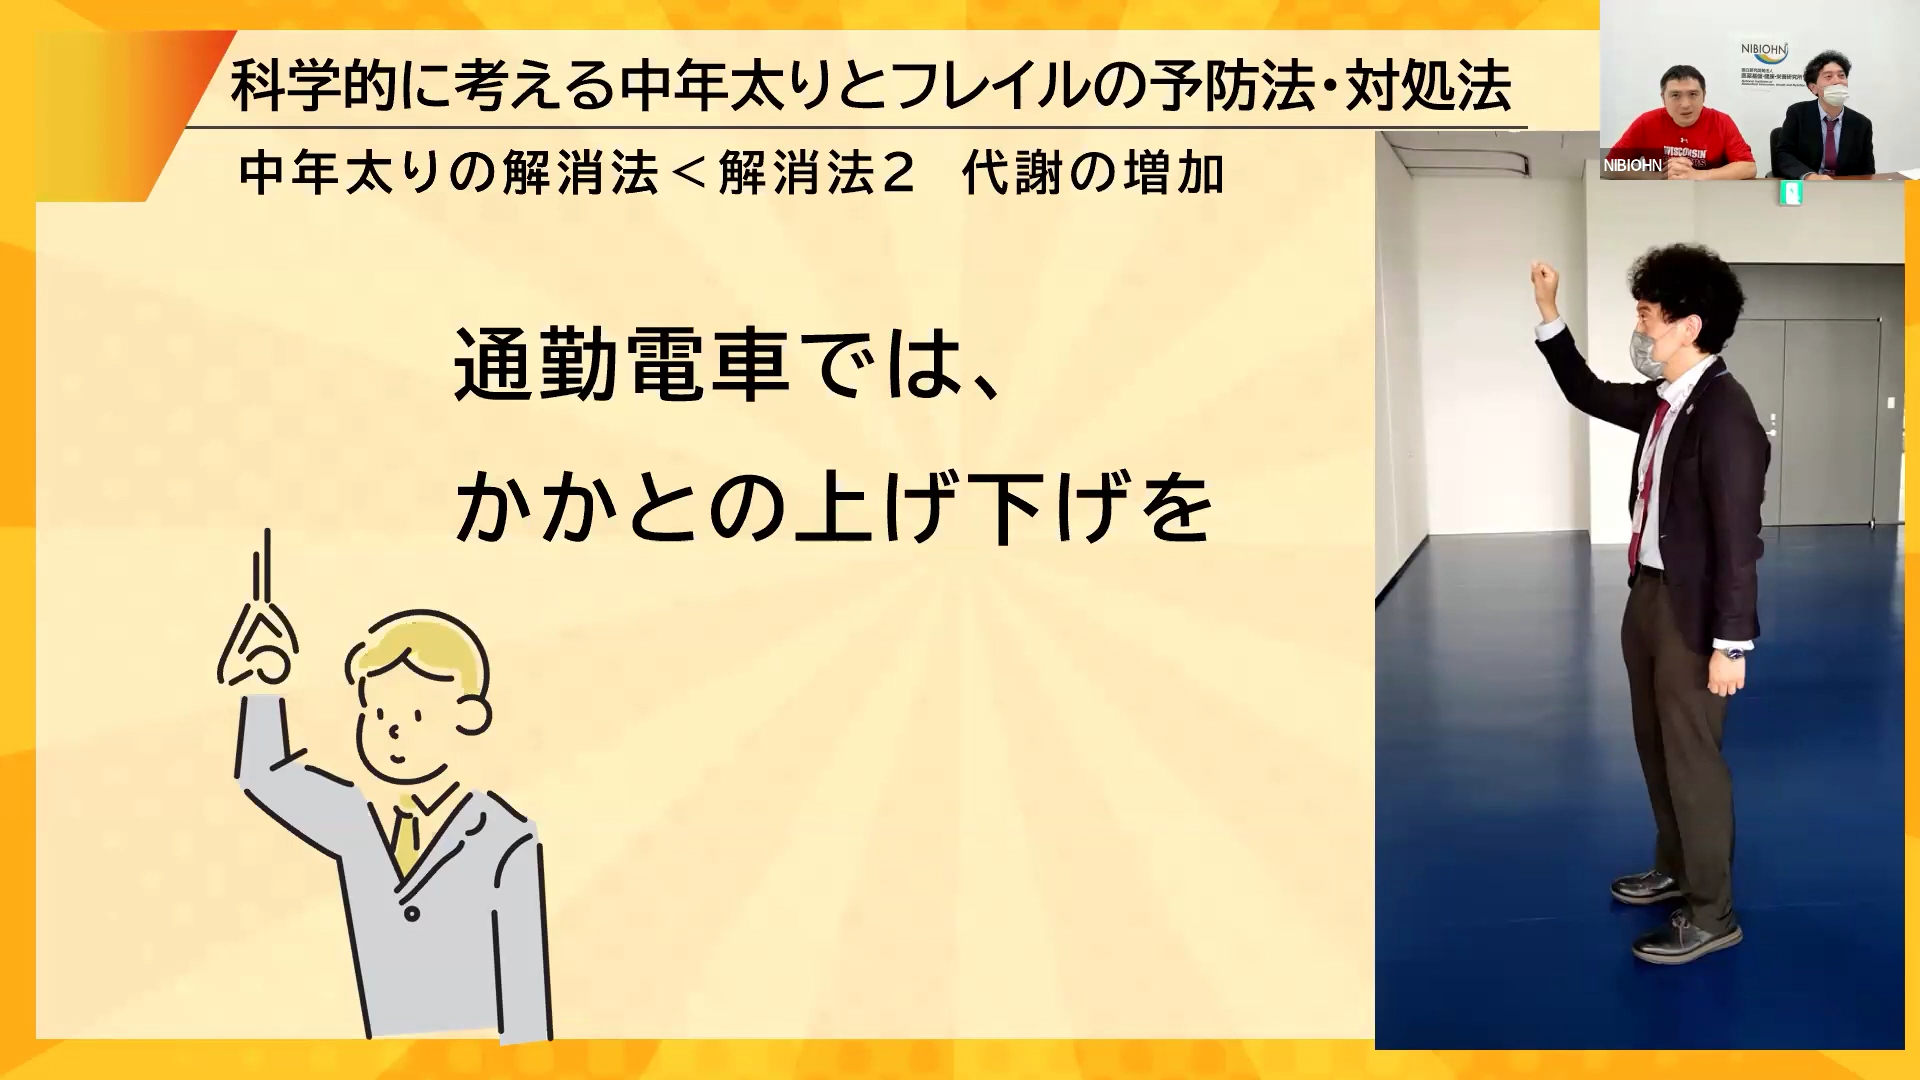 科学的に考える中年太りとフレイルの予防法・対処法
中年太りの解消法＜解消法2　代謝の増加
通勤電車では、
かかとの上げ下げを
NIBIOHN
NIBIOHN
WISCONSIN